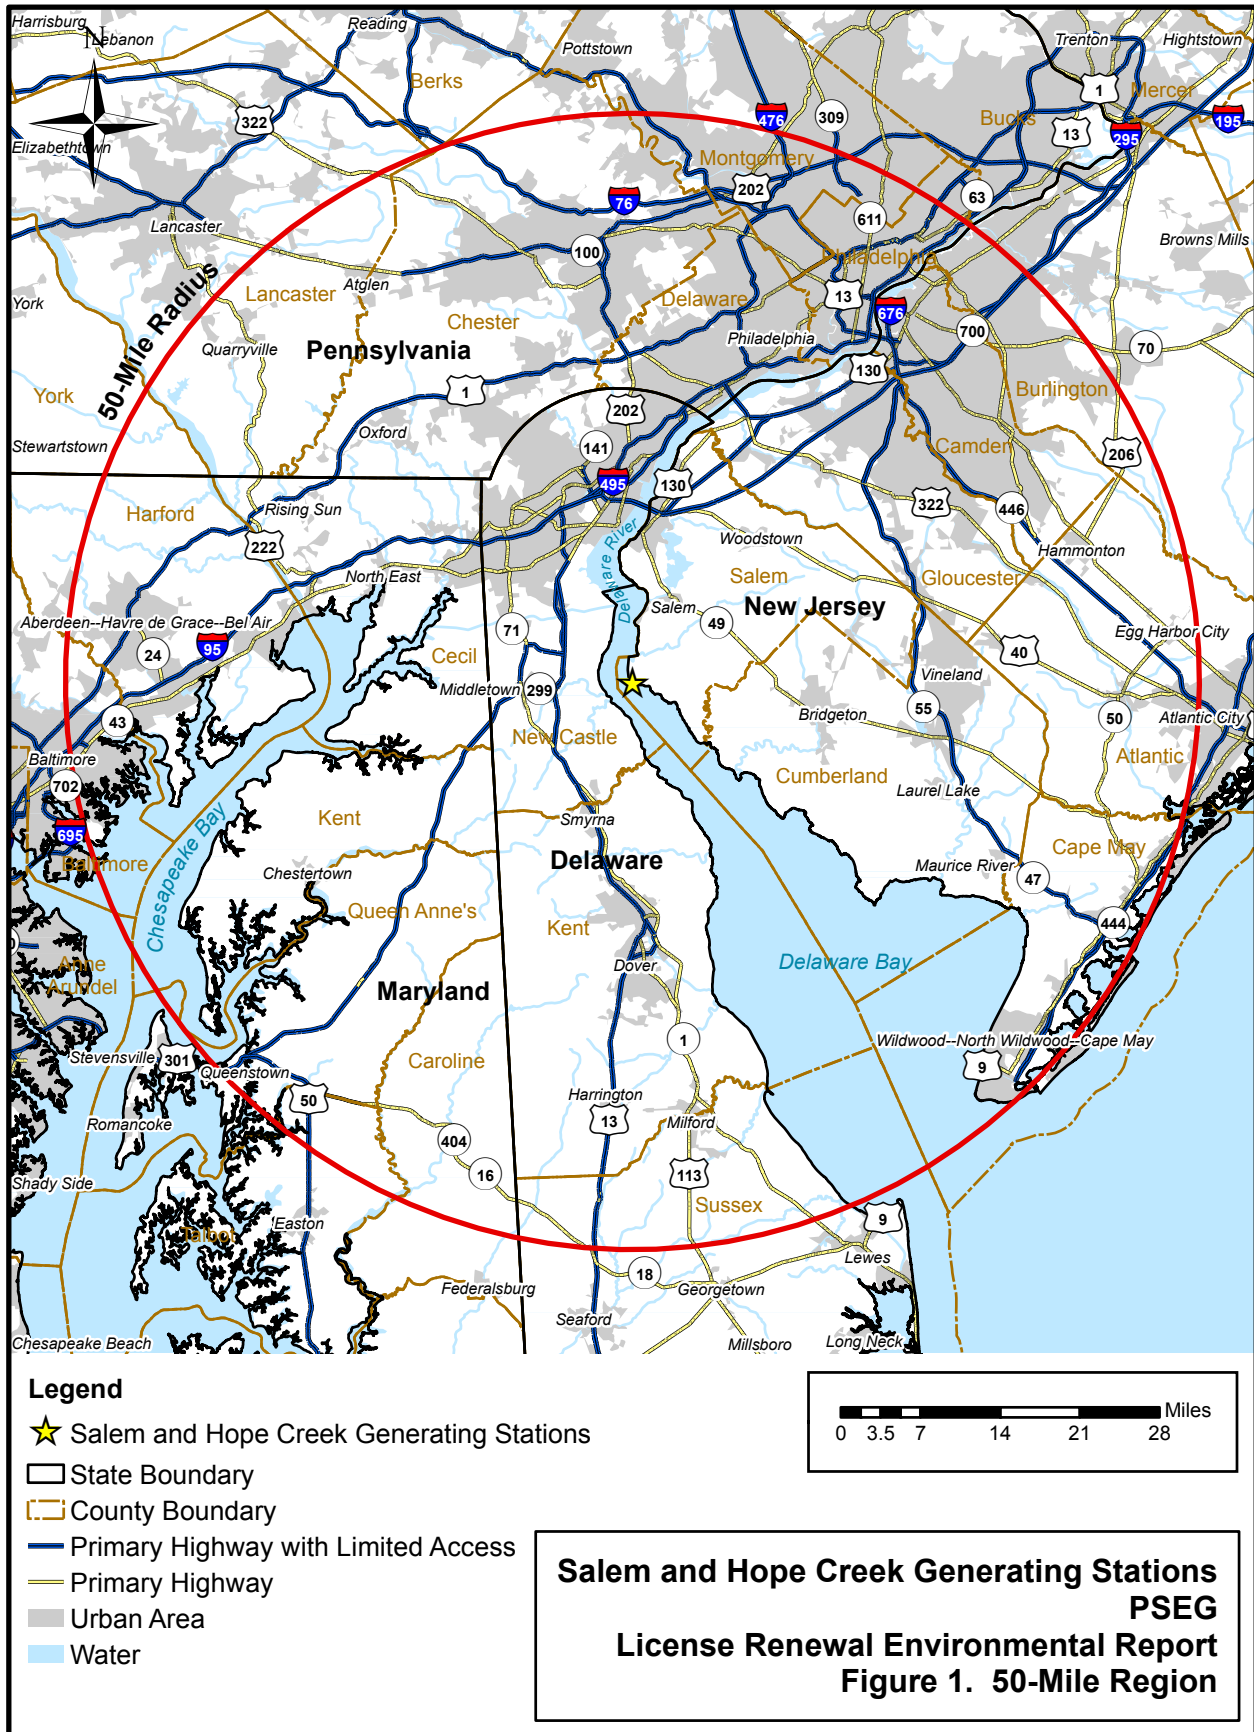 Harrisburg
N
Lebanon
Reading
Pottstown
Trenton
Hightstown
Berks
1
Mercer
322
476
309
Bucks
13
295
195
Elizabethtown
Montgomery
202
76
63
611
Lancaster
100
Browns Mills
Philadelphia
50-Mile Radius
Lancaster
Atglen
Delaware
13
676
York
Chester
Philadelphia
700
70
Quarryville
Pennsylvania
130
York
1
Burlington
202
Stewartstown
Oxford
141
Camden
206
495
130
Harford
Rising Sun
322
446
222
Delaware River
Woodstown
Hammonton
North East
Salem
Gloucester
Salem
New Jersey
Aberdeen--Havre de Grace--Bel Air
71
49
Egg Harbor City
24
95
Cecil
40
Middletown
299
Vineland
43
55
Bridgeton
50
Atlantic City
New Castle
Baltimore
Atlantic
702
Cumberland
Laurel Lake
Kent
Smyrna
695
Baltimore
Delaware
Cape May
Chesapeake Bay
Chestertown
Maurice River
47
Queen Anne's
Kent
444
Anne
Arundel
Dover
Delaware Bay
Maryland
1
Stevensville
301
Queenstown
Caroline
Wildwood--North Wildwood--Cape May
9
50
Harrington
Romancoke
13
Milford
404
16
113
Shady Side
Sussex
Talbot
Easton
9
Lewes
18
Federalsburg
Georgetown
Seaford
Chesapeake Beach
Millsboro
Long Neck
Legend
Salem and Hope Creek Generating Stations
State Boundary
County Boundary
Primary Highway with Limited Access
Primary Highway
Urban Area
Water
Miles
0 3.5 7 14 21 28
Salem and Hope Creek Generating Stations
PSEG
License Renewal Environmental Report
Figure 1. 50-Mile Region